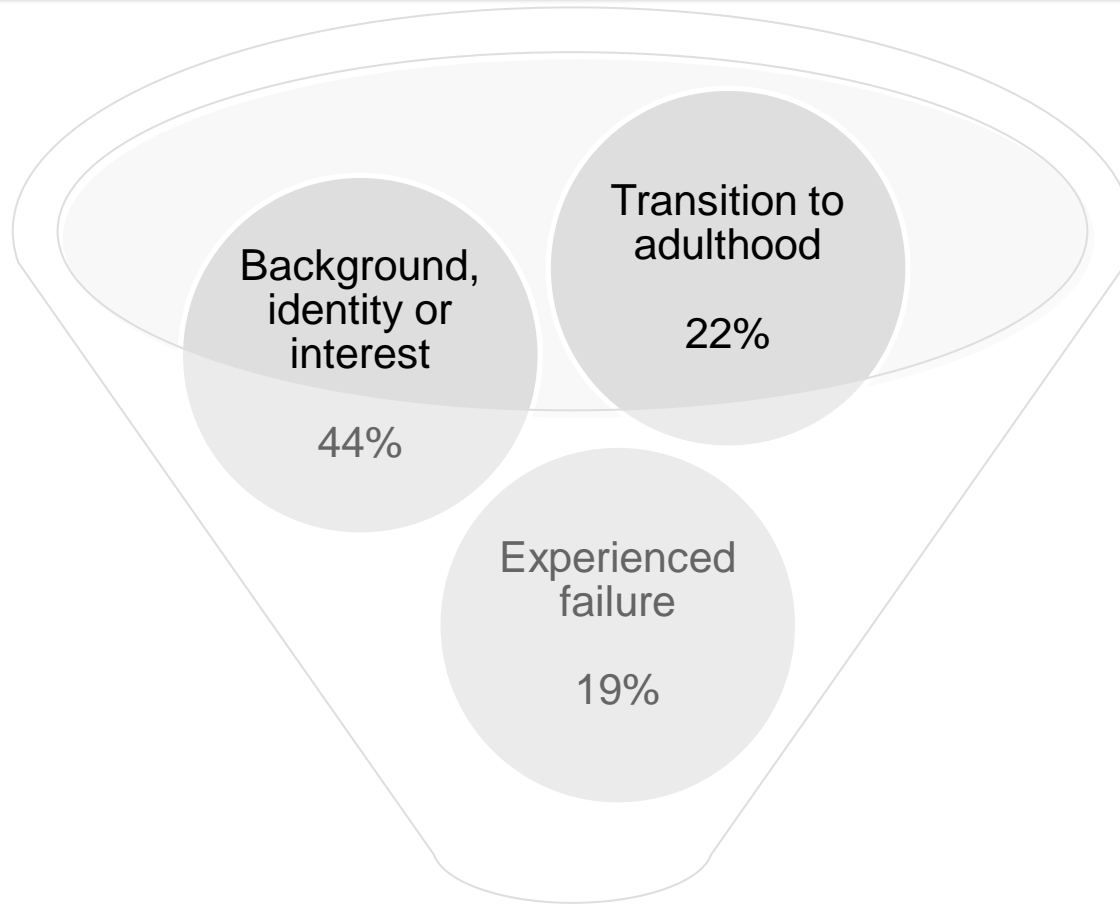 Transition to
adulthood
22%
Background,
identity or
interest
44%
Experienced
failure
19%